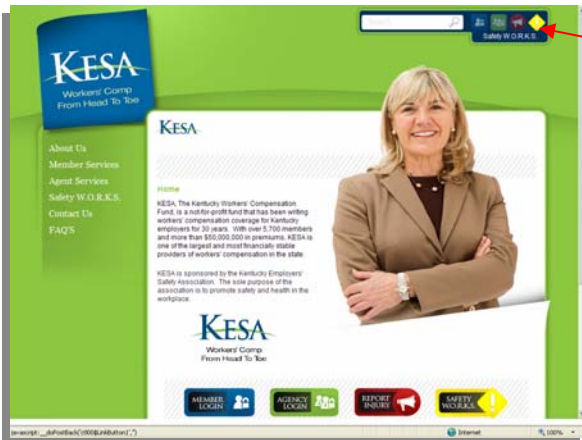 Search
Safety W.O.R.K.S.
KESA
Workers' Comp
From Head To Toe
About Us
Member Services
Agent Services
Safety W.O.R.K.S.
Contact Us
FAQ'S
KESA
Home
KESA, The Kentucky Workers' Compensation
Fund, is a not-for-profit fund that has been writing
workers' compensation coverage for Kentucky
employers for 30 years. With over 5,700 members
and more than $50,000,000 in premiums, KESA is
one of the largest and most financially stable
providers of workers' compensation in the state.
KESA is sponsored by the Kentucky Employers'
Safety Association. The sole purpose of the
association is to promote safety and health in the
workplace.
KESA
Workers' Comp
From Head To Toe
MEMBER
LOGIN
AGENCY
LOGIN
REPORT
INJURY
SAFETY
W.O.R.K.S.
Internet
100%